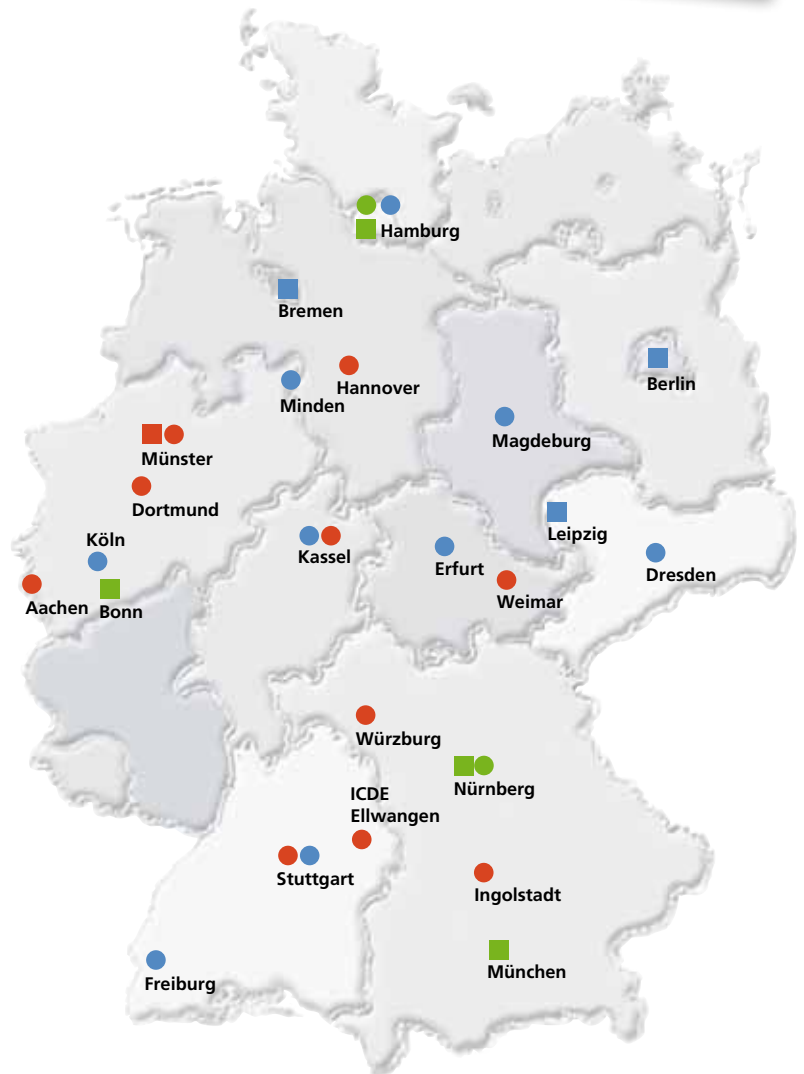 Hamburg
Bremen
Hannover
Berlin
Minden
Magdeburg
Münster
Dortmund
Leipzig
Köln
Kassel
Erfurt
Dresden
Weimar
Aachen
Bonn
Würzburg
Nürnberg
ICDE
Ellwangen
Stuttgart
Ingolstadt
München
Freiburg